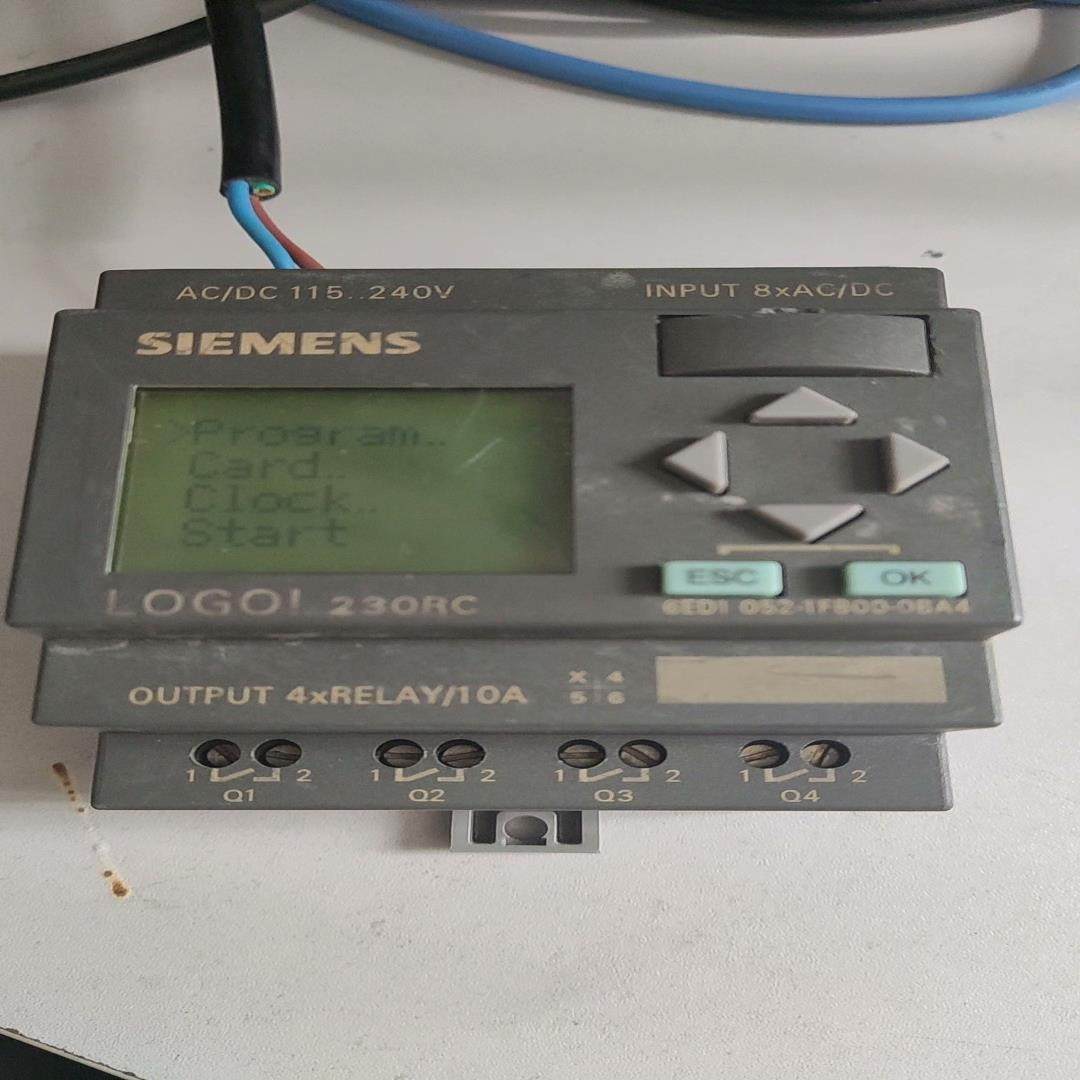 AC/DC 115..240V
INPUT 8xAC/DC
SIEMENS
>Program..
Card..
Clock..
Start
ESC
OK
LOGO! 230RC
6ED1 052-1FB00-0BA4
OUTPUT 4xRELAY/10A
X 4
5 6
1 2 1 2 1 2 1 2
Q1 Q2 Q3 Q4